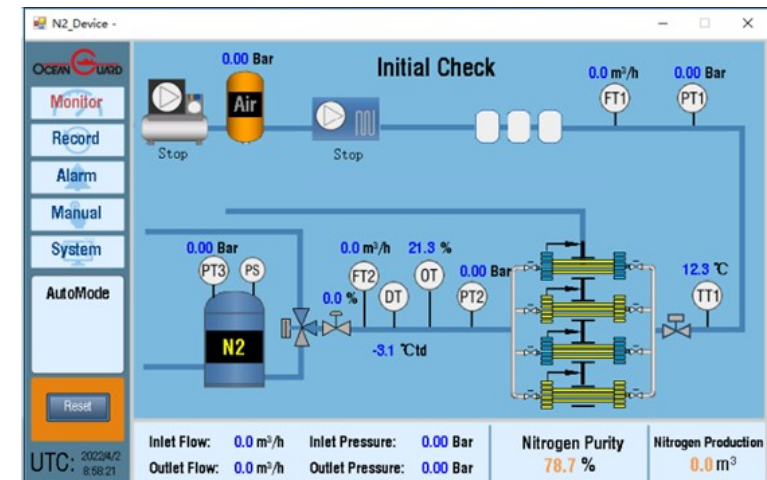 N2_Device -
OCEAN GUARD
Monitor
Record
Alarm
Manual
System
AutoMode
Reset
UTC: 2022/4/2
8:58:21
Initial Check
0.00 Bar
Air
Stop
Stop
0.0 m³/h
FT1
0.00 Bar
PT1
0.00 Bar
PT3
PS
N2
0.0 m³/h
FT2
21.3 %
OT
0.0 %
DT
-3.1 ℃td
0.00 Bar
PT2
12.3 ℃
TT1
Inlet Flow: 0.0 m³/h Inlet Pressure: 0.00 Bar
Outlet Flow: 0.0 m³/h Outlet Pressure: 0.00 Bar
Nitrogen Purity
78.7 %
Nitrogen Production
0.0 m³